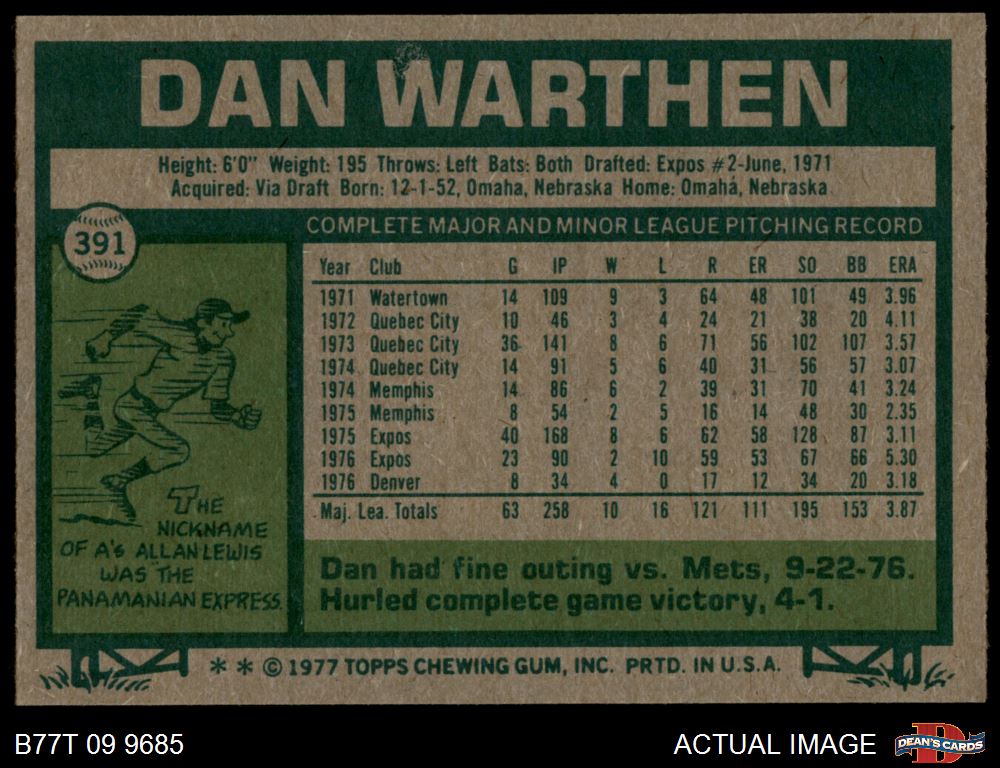 DAN WARTHEN
Height: 6'0" Weight: 195 Throws: Left Bats: Both Drafted: Expos #2-June, 1971
Acquired: Via Draft Born: 12-1-52, Omaha, Nebraska Home: Omaha, Nebraska
391
COMPLETE MAJOR AND MINOR LEAGUE PITCHING RECORD
Year Club G IP W L R ER SO BB ERA
1971 Watertown 14 109 9 3 64 48 101 49 3.96
1972 Quebec City 10 46 3 4 24 21 38 20 4.11
1973 Quebec City 36 141 8 6 71 56 102 107 3.57
1974 Quebec City 14 91 5 6 40 31 56 57 3.07
1974 Memphis 14 86 6 2 39 31 70 41 3.24
1975 Memphis 8 54 2 5 16 14 48 30 2.35
1975 Expos 40 168 8 6 62 58 128 87 3.11
1976 Expos 23 90 2 10 59 53 67 66 5.30
1976 Denver 8 34 4 0 17 12 34 20 3.18
Maj. Lea. Totals 63 258 10 16 121 111 195 153 3.87
THE
NICKNAME
OF A's ALLAN LEWIS
WAS THE
PANAMANIAN EXPRESS.
Dan had fine outing vs. Mets, 9-22-76.
Hurled complete game victory, 4-1.
* * © 1977 TOPPS CHEWING GUM, INC. PRTD. IN U.S.A.
B77T 09 9685
ACTUAL IMAGE
D
DEAN'S CARDS